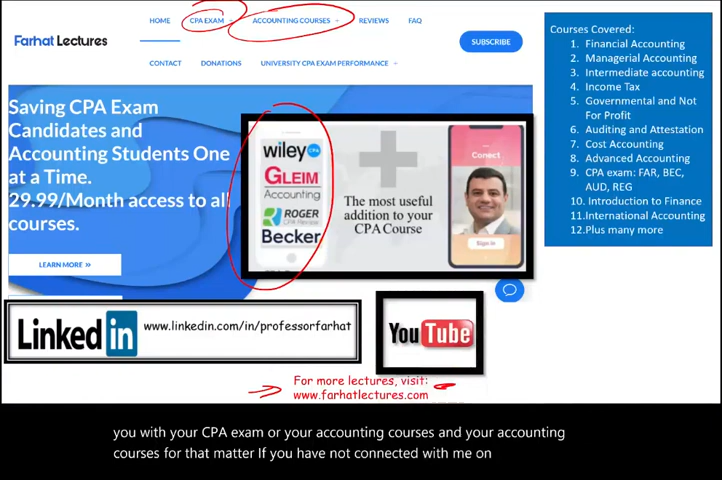 HOME
CPA EXAM
ACCOUNTING COURSES
REVIEWS
FAQ
Farhat Lectures
SUBSCRIBE
CONTACT
DONATIONS
UNIVERSITY CPA EXAM PERFORMANCE
Saving CPA Exam
Candidates and
Accounting Students One
at a Time.
29.99/Month access to all
courses.
LEARN MORE »
wiley CPA
GLEIM
Accounting
ROGER
CPA Review
Becker
The most useful
addition to your
CPA Course
Conect
Sign in
Courses Covered:
1. Financial Accounting
2. Managerial Accounting
3. Intermediate accounting
4. Income Tax
5. Governmental and Not
For Profit
6. Auditing and Attestation
7. Cost Accounting
8. Advanced Accounting
9. CPA exam: FAR, BEC,
AUD, REG
10. Introduction to Finance
11.International Accounting
12.Plus many more
Linked in
www.linkedin.com/in/professorfarhat
YouTube
For more lectures, visit:
www.farhatlectures.com
you with your CPA exam or your accounting courses and your accounting
courses for that matter If you have not connected with me on